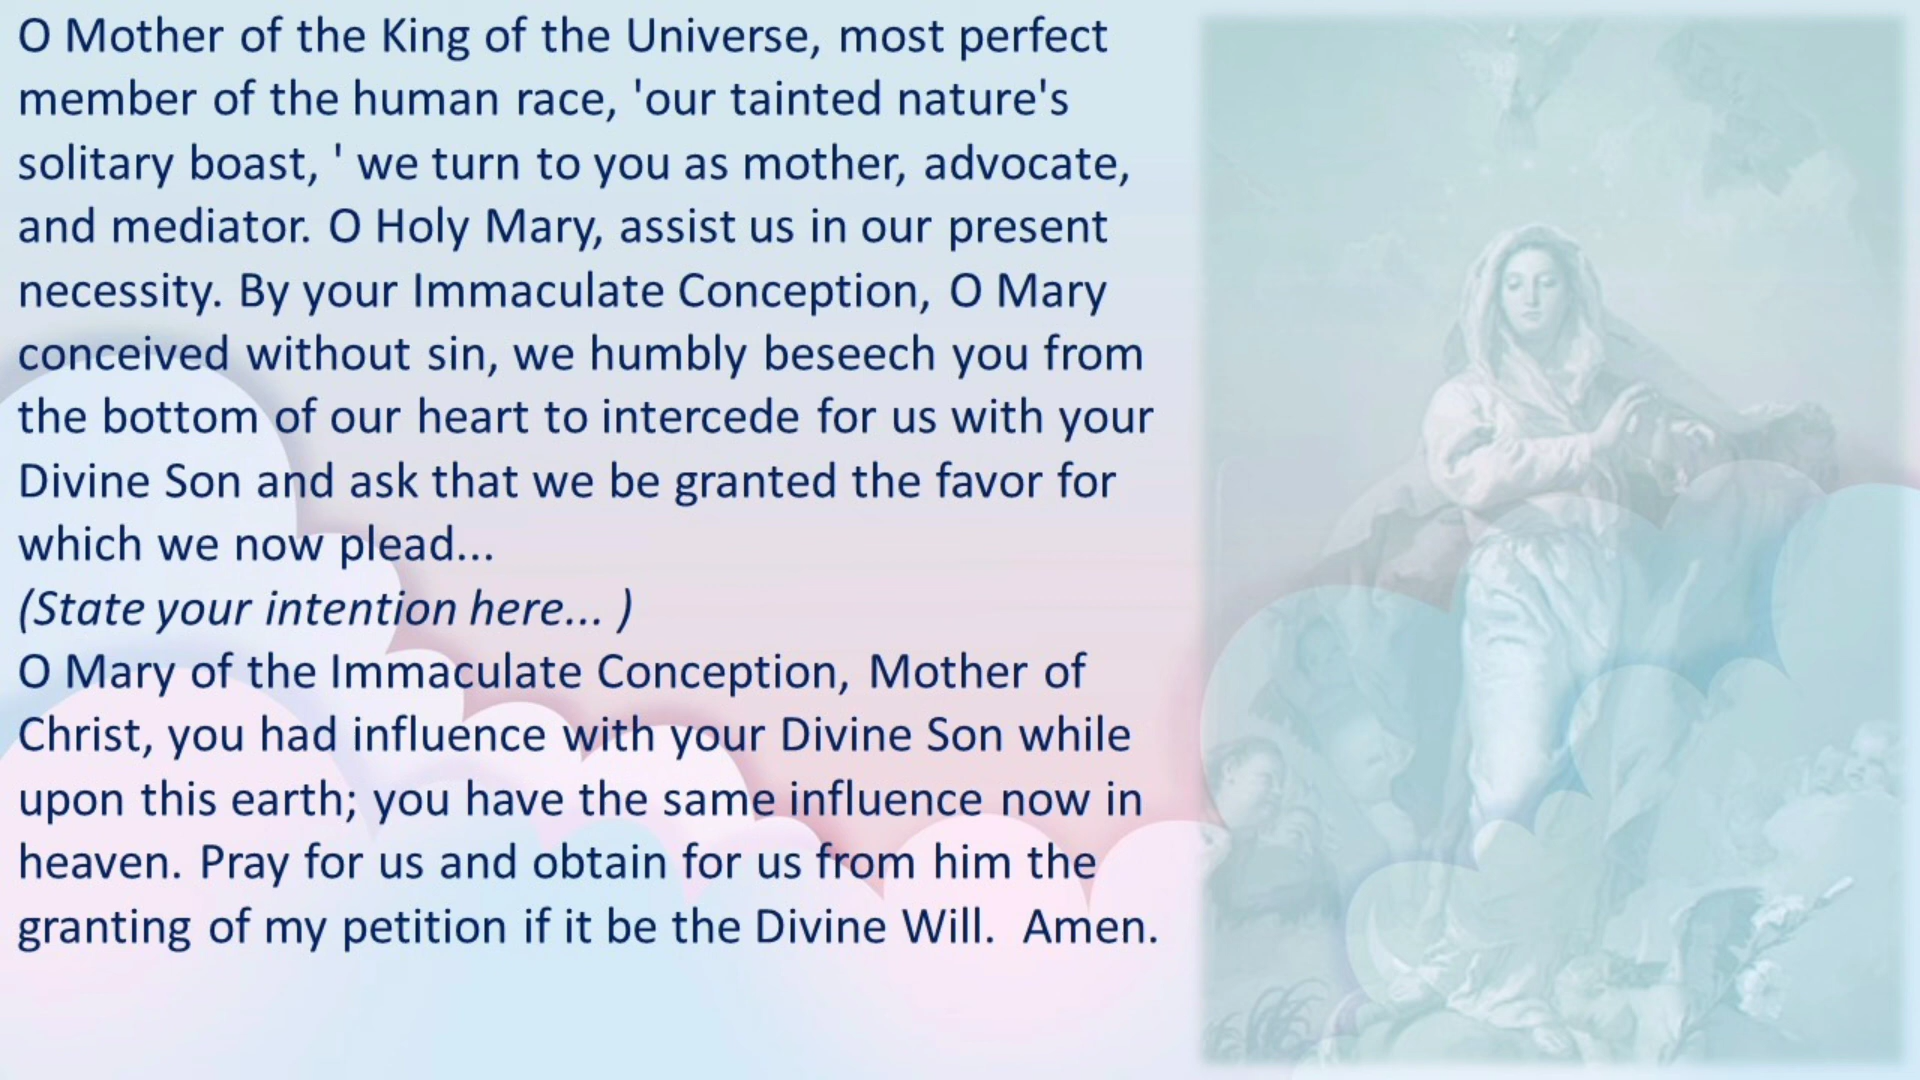 O Mother of the King of the Universe, most perfect
member of the human race, 'our tainted nature's
solitary boast, ' we turn to you as mother, advocate,
and mediator. O Holy Mary, assist us in our present
necessity. By your Immaculate Conception, O Mary
conceived without sin, we humbly beseech you from
the bottom of our heart to intercede for us with your
Divine Son and ask that we be granted the favor for
which we now plead...
(State your intention here... )
O Mary of the Immaculate Conception, Mother of
Christ, you had influence with your Divine Son while
upon this earth; you have the same influence now in
heaven. Pray for us and obtain for us from him the
granting of my petition if it be the Divine Will. Amen.